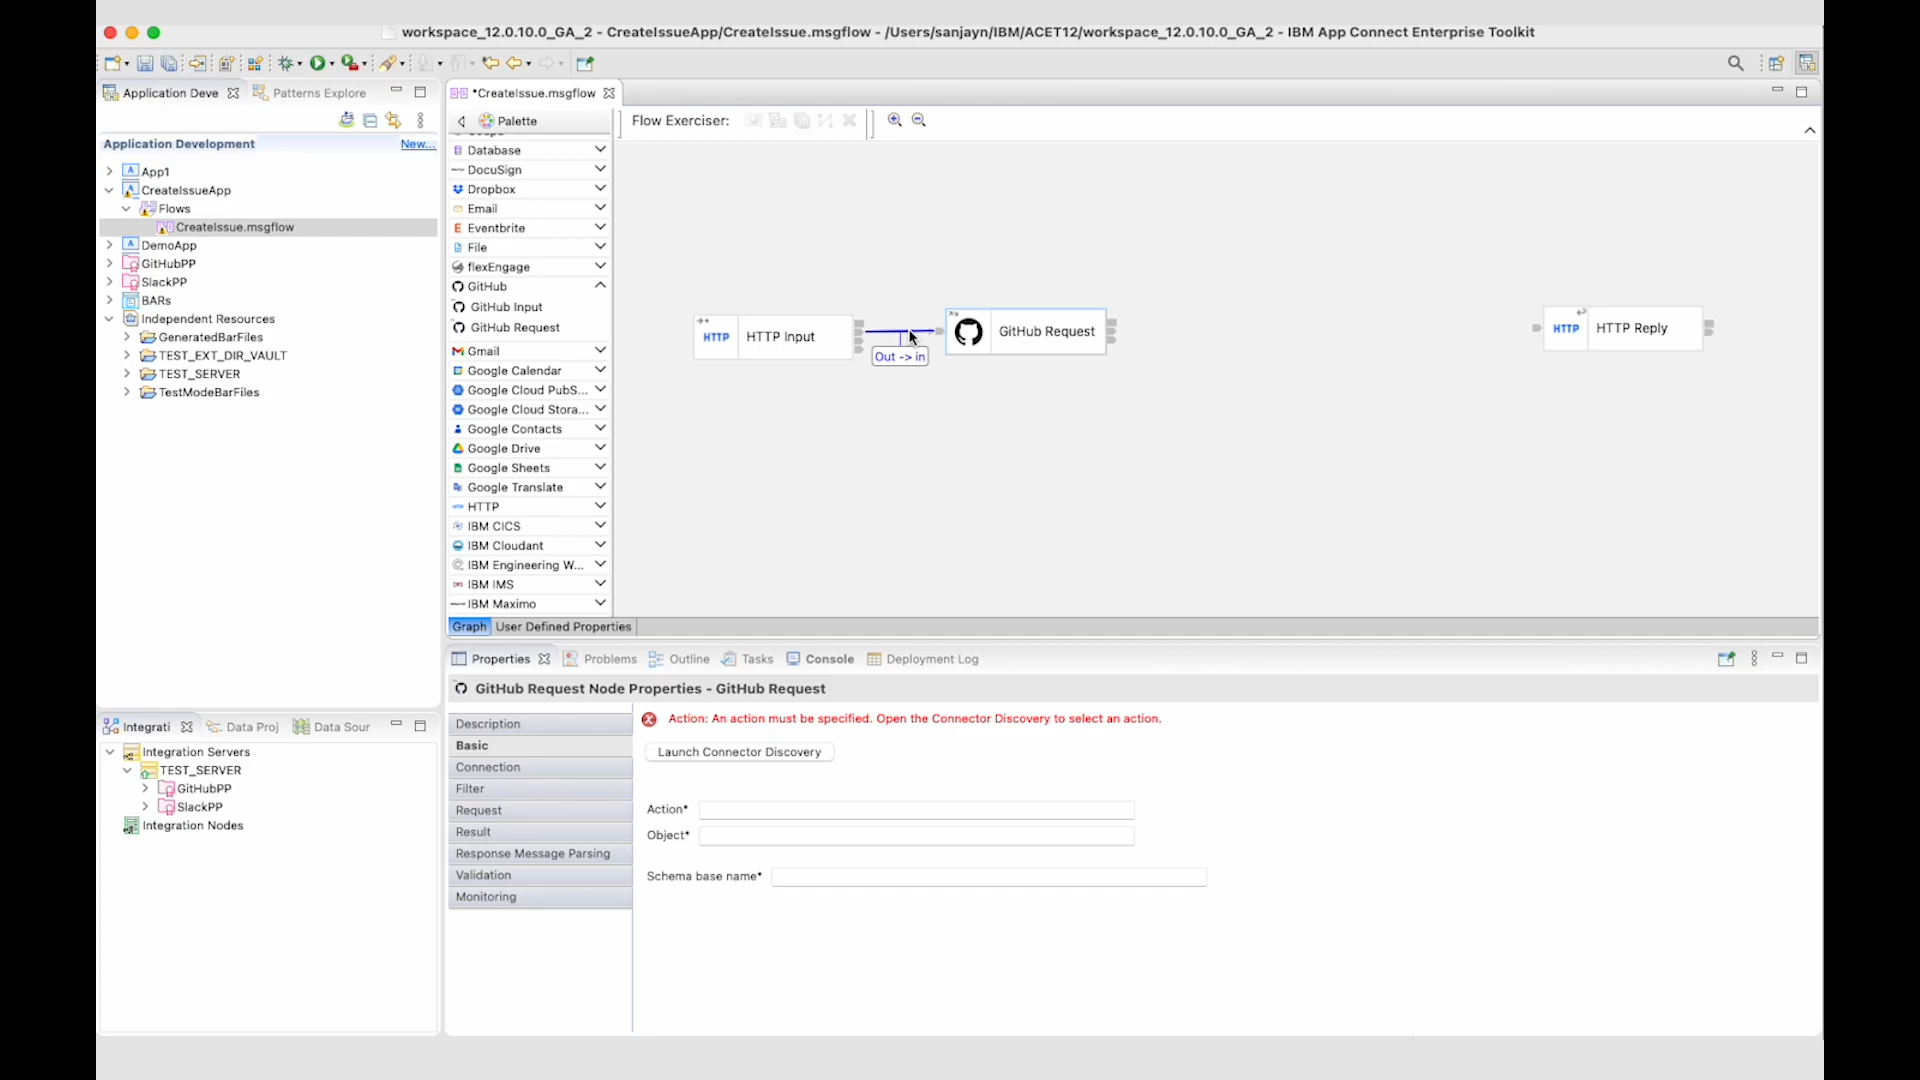 workspace_12.0.10.0_GA_2 - CreateIssueApp/CreateIssue.msgflow - /Users/sanjayn/IBM/ACET12/workspace_12.0.10.0_GA_2 - IBM App Connect Enterprise Toolkit
Application Deve
Patterns Explore
Application Development
New...
App1
CreateIssueApp
Flows
CreateIssue.msgflow
DemoApp
GitHubPP
SlackPP
BARs
Independent Resources
GeneratedBarFiles
TEST_EXT_DIR_VAULT
TEST_SERVER
TestModeBarFiles
Integrati
Data Proj
Data Sour
Integration Servers
TEST_SERVER
GitHubPP
SlackPP
Integration Nodes
*CreateIssue.msgflow
Palette
Flow Exerciser:
Database
DocuSign
Dropbox
Email
Eventbrite
File
flexEngage
GitHub
GitHub Input
GitHub Request
Gmail
Google Calendar
Google Cloud PubS...
Google Cloud Stora...
Google Contacts
Google Drive
Google Sheets
Google Translate
HTTP
IBM CICS
IBM Cloudant
IBM Engineering W...
IBM IMS
IBM Maximo
HTTP
HTTP Input
Out -> in
GitHub Request
HTTP
HTTP Reply
Graph
User Defined Properties
Properties
Problems
Outline
Tasks
Console
Deployment Log
GitHub Request Node Properties - GitHub Request
Description
Basic
Connection
Filter
Request
Result
Response Message Parsing
Validation
Monitoring
Action: An action must be specified. Open the Connector Discovery to select an action.
Launch Connector Discovery
Action*
Object*
Schema base name*